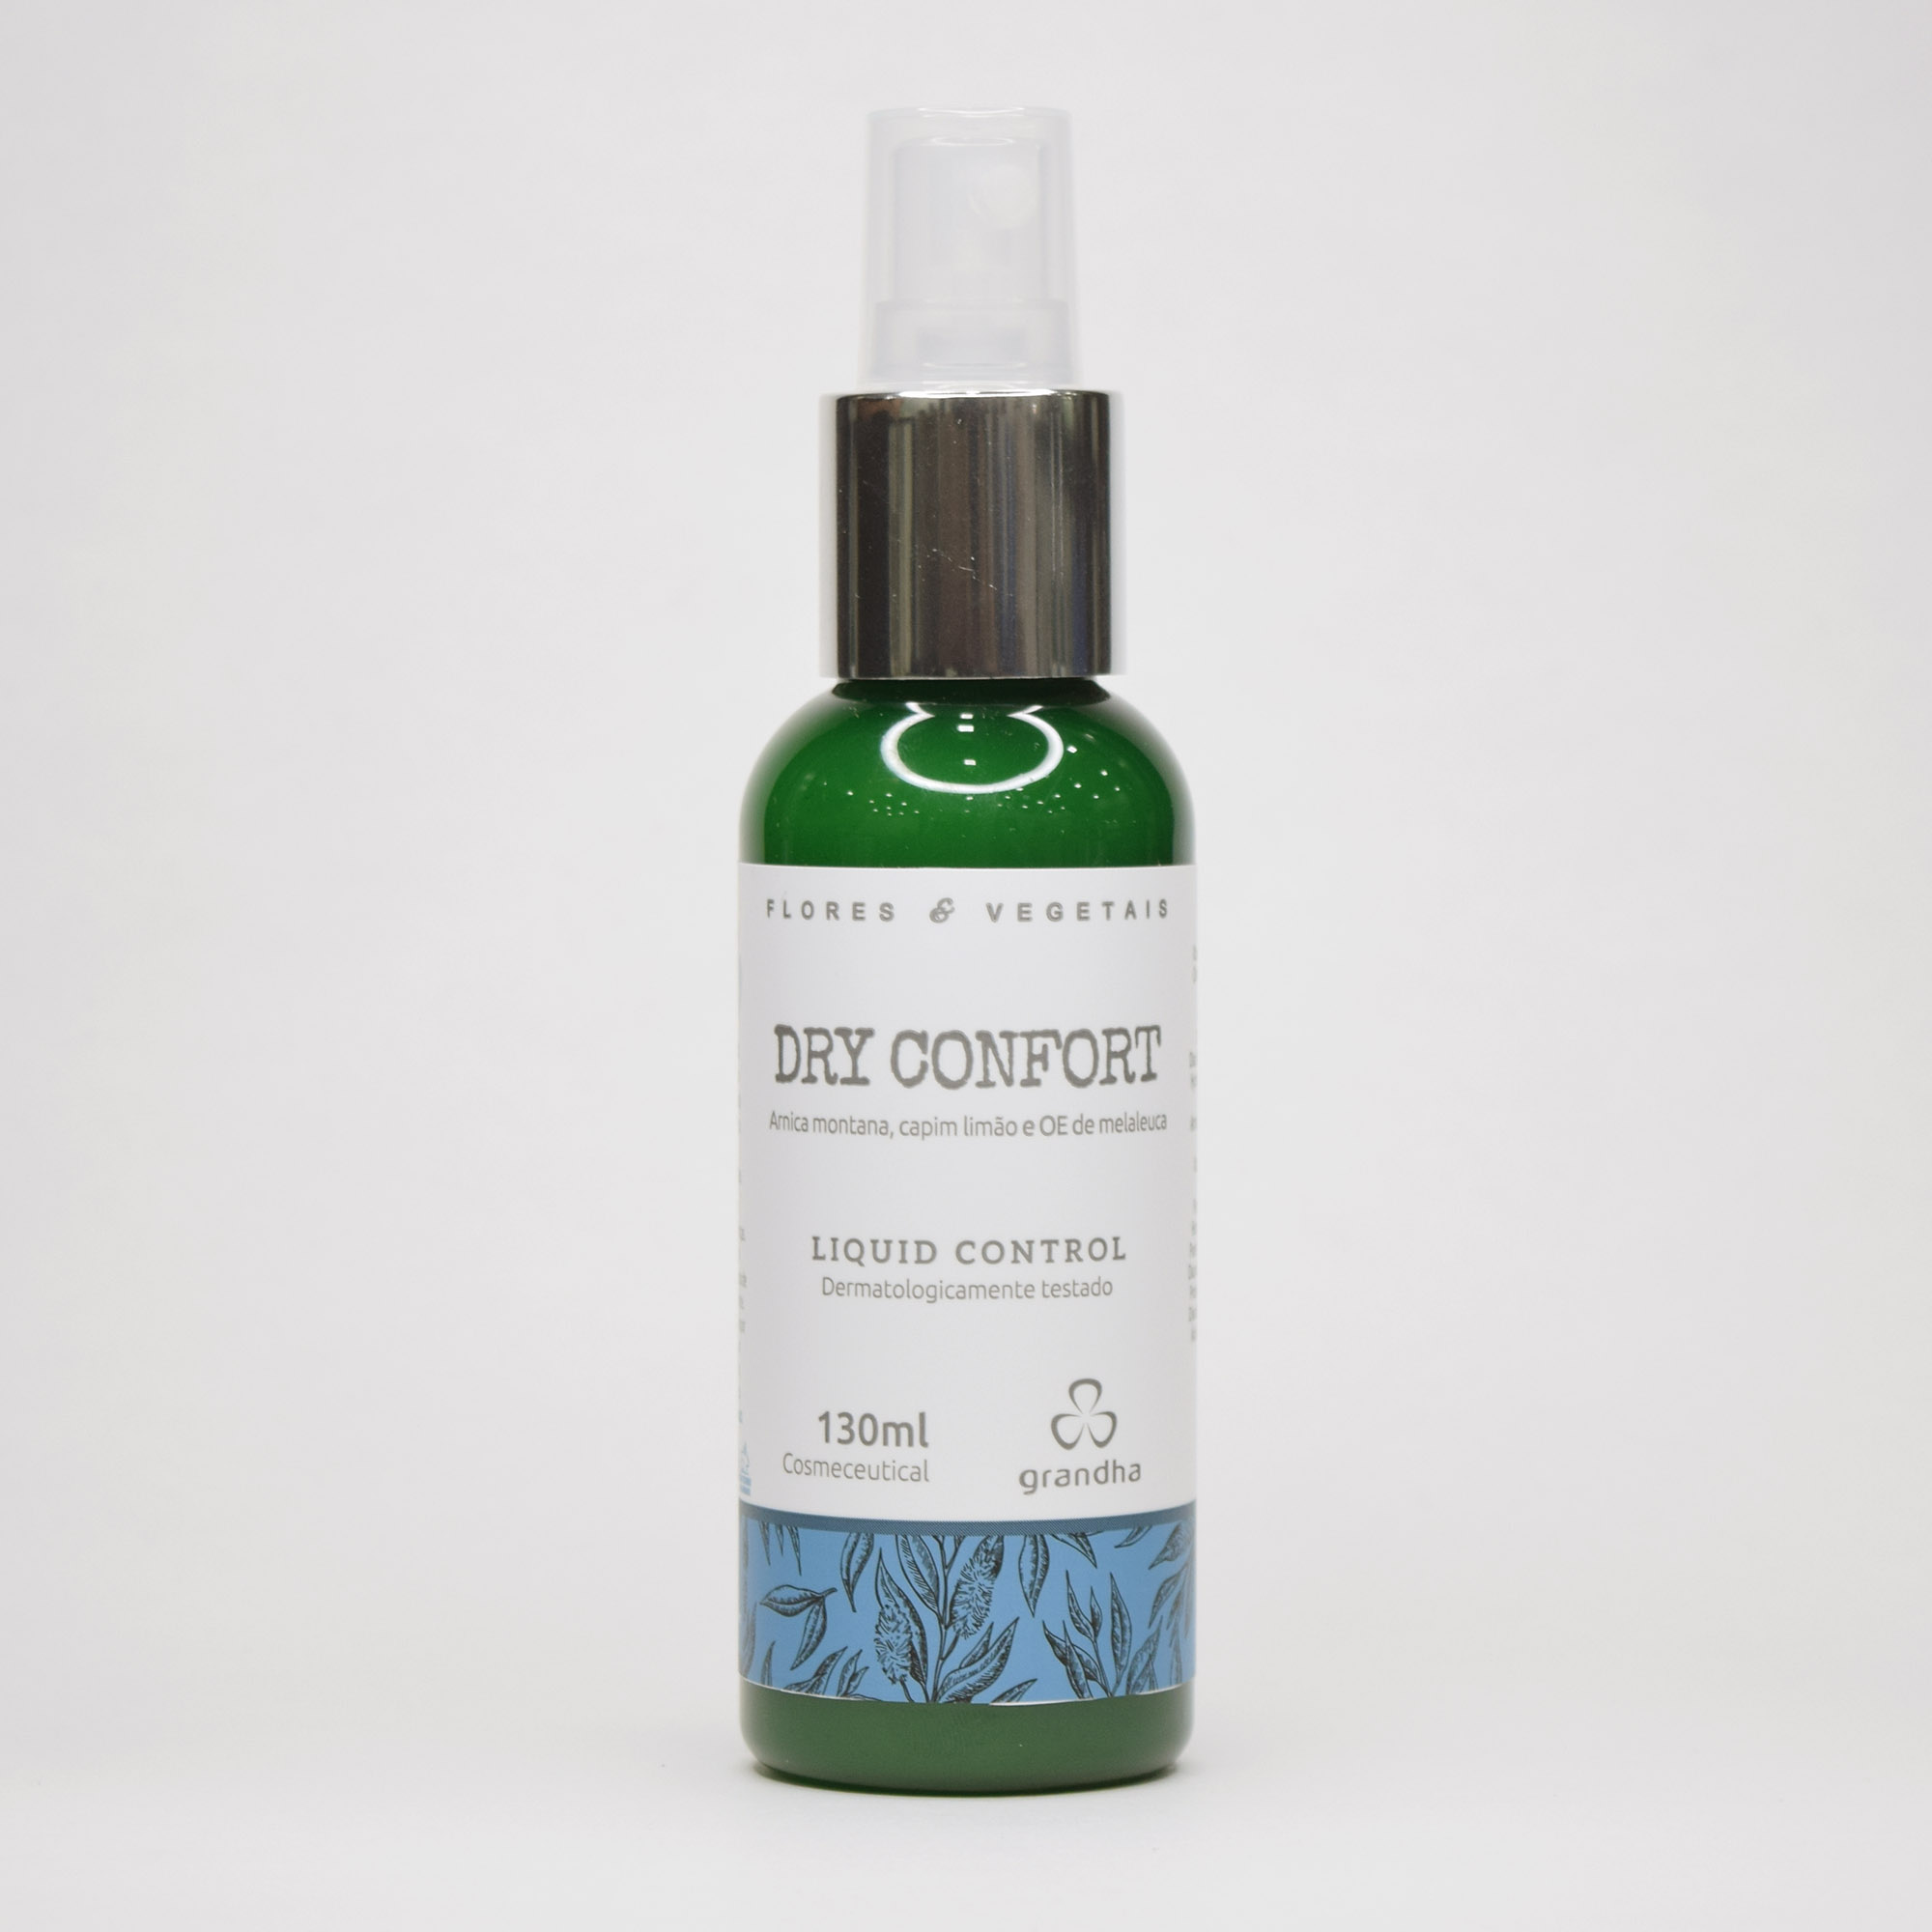 FLORES & VEGETAIS
DRY CONFORT
Arnica montana, capim limão e OE de melaleuca
LIQUID CONTROL
Dermatologicamente testado
130ml
Cosmeceutical
grandha